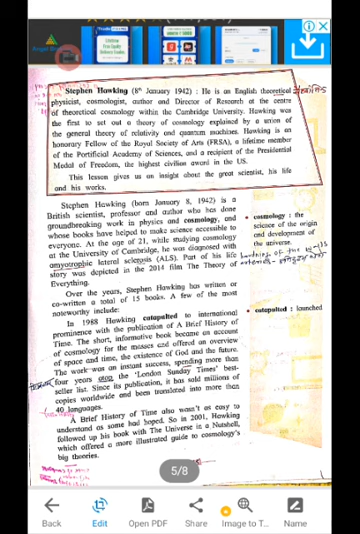 Stephen Hawking (8th January 1942) : He is an English theoretical
physicist, cosmologist, author and Director of Research at the centre
of theoretical cosmology within the Cambridge University. Hawking was
the first to set out a theory of cosmology explained by a union of
the general theory of relativity and quantum machines. Hawking is an
honorary Fellow of the Royal Society of Arts (FRSA), a lifetime member
of the Portificial Academy of Sciences, and a recipient of the Presidential
Medal of Freedom, the highest civilian award in the US.
This lesson gives us an insight about the great scientist, his life
and his works.
Stephen Hawking (born January 8, 1942) is a
British scientist, professor and author who has done
groundbreaking work in physics and cosmology, and
whose books have helped to make science accessible to
everyone. At the age of 21, while studying cosmology
at the University of Cambridge, he was diagnosed with
amyotrophic lateral sclerosis (ALS). Part of his life
story was depicted in the 2014 film The Theory of
Everything.
• cosmology : the
science of the origin
and development of
the universe.
hardening of the
Over the years, Stephen Hawking has written or
co-written a total of 15 books. A few of the most
noteworthy include:
In 1988 Hawking catapulted to international
prominence with the publication of A Brief History of
Time. The short, informative book became an account
of cosmology for the masses and offered an overview
of space and time, the existence of God and the future.
The work was an instant success, spending more than
four years atop the 'London Sunday Times' best-
seller list. Since its publication, it has sold millions of
copies worldwide and been translated into more than
40 languages.
• catapulted : launched
A Brief History of Time also wasn't as easy to
understand as some had hoped. So in 2001, Hawking
followed up his book with The Universe in a Nutshell,
which offered a more illustrated guide to cosmology's
big theories.
5/8
Back
Edit
Open PDF
Share
Image to T...
Name